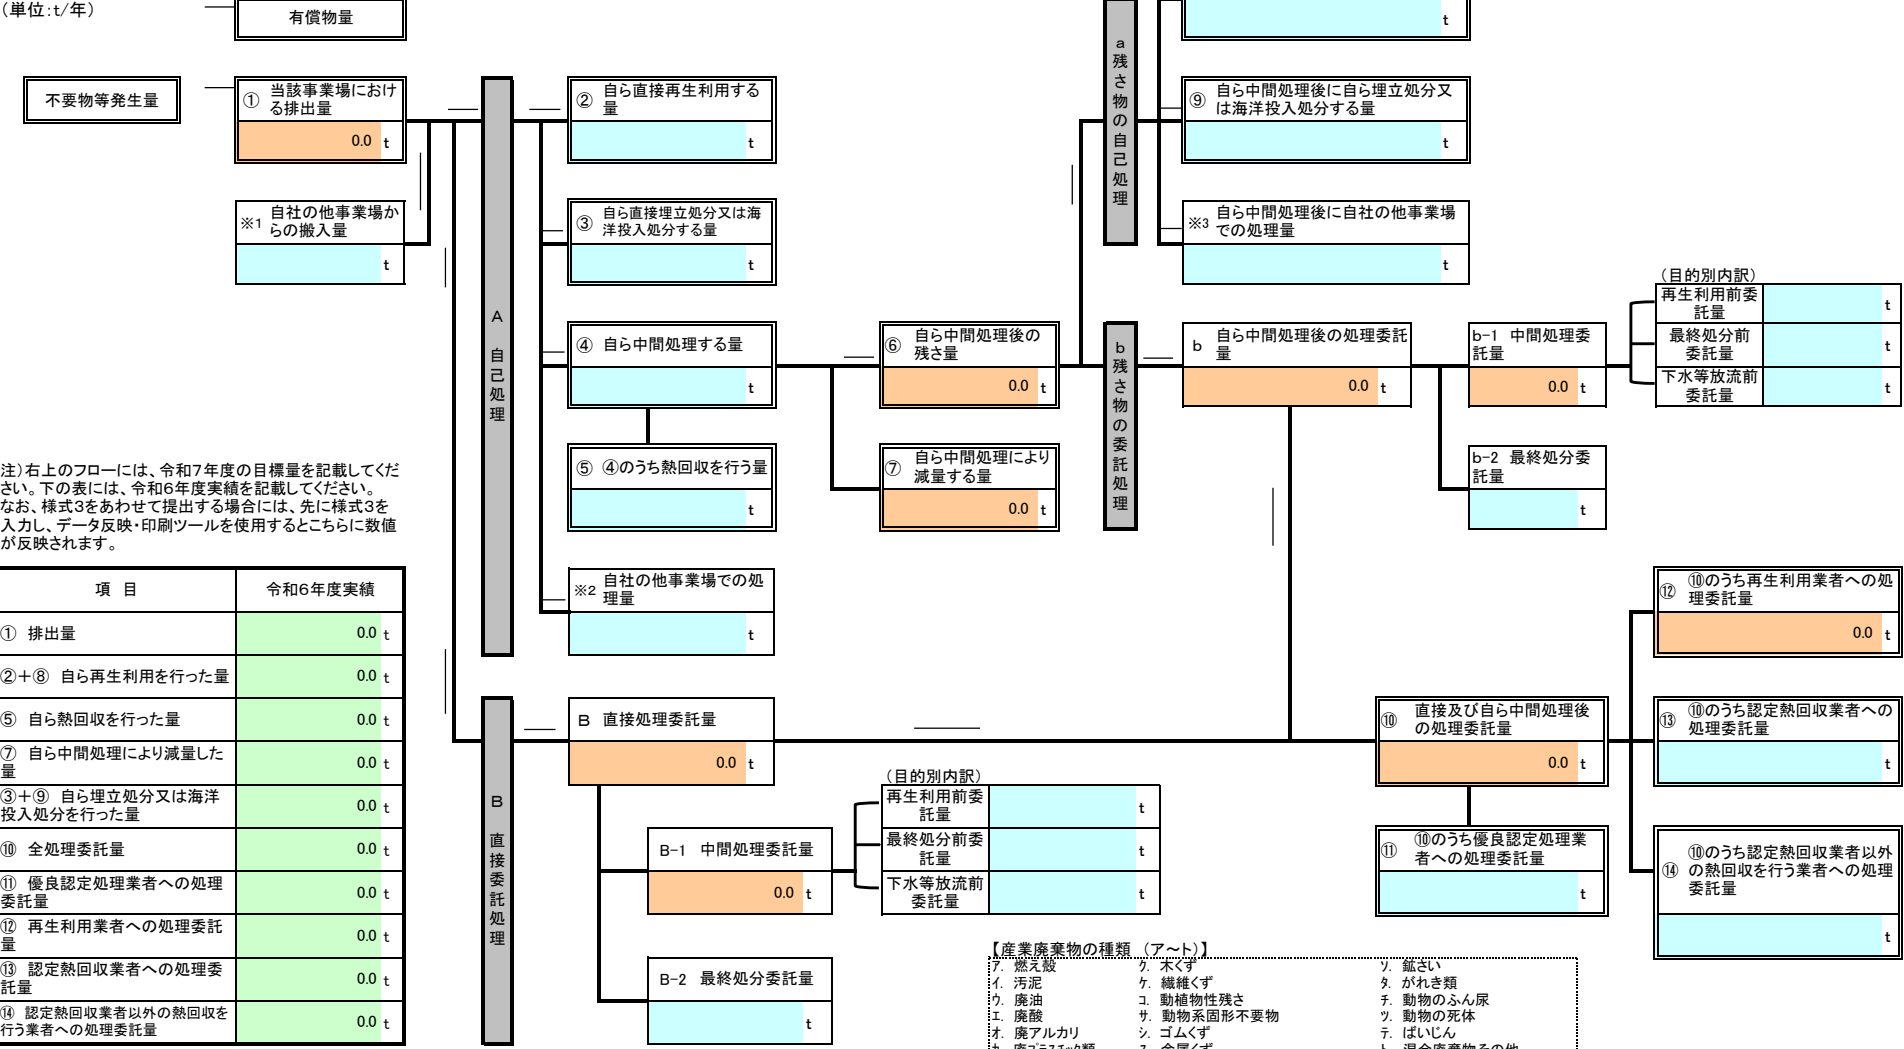 （単位:t/年）
有償物量
t
不要物等発生量
① 当該事業場におけ
る排出量
0.0 t
※1 自社の他事業場か
らの搬入量
t
A
自
己
処
理
② 自ら直接再生利用する
量
t
③ 自ら直接埋立処分又は海
洋投入処分する量
t
④ 自ら中間処理する量
t
⑤ ④のうち熱回収を行う量
t
※2 自社の他事業場での処
理量
t
⑥ 自ら中間処理後の
残さ量
0.0 t
⑦ 自ら中間処理により
減量する量
0.0 t
a
残
さ
物
の
自
己
処
理
⑨ 自ら中間処理後に自ら埋立処分又
は海洋投入処分する量
t
※3 自ら中間処理後に自社の他事業場
での処理量
t
b
残
さ
物
の
委
託
処
理
b 自ら中間処理後の処理委託
量
0.0 t
b-1 中間処理委
託量
0.0 t
b-2 最終処分委
託量
t
（目的別内訳）
再生利用前委
託量
t
最終処分前
委託量
t
下水等放流前
委託量
t
注）右上のフローには、令和7年度の目標量を記載してくだ
さい。下の表には、令和6年度実績を記載してください。
なお、様式3をあわせて提出する場合には、先に様式3を
入力し、データ反映・印刷ツールを使用するとこちらに数値
が反映されます。
項 目 令和6年度実績
① 排出量 0.0 t
②＋⑧ 自ら再生利用を行った量 0.0 t
⑤ 自ら熱回収を行った量 0.0 t
⑦ 自ら中間処理により減量した
量 0.0 t
③＋⑨ 自ら埋立処分又は海洋
投入処分を行った量 0.0 t
⑩ 全処理委託量 0.0 t
⑪ 優良認定処理業者への処理
委託量 0.0 t
⑫ 再生利用業者への処理委託
量 0.0 t
⑬ 認定熱回収業者への処理委
託量 0.0 t
⑭ 認定熱回収業者以外の熱回収を
行う業者への処理委託量 0.0 t
B
直
接
委
託
処
理
B 直接処理委託量
0.0 t
B-1 中間処理委託量
0.0 t
B-2 最終処分委託量
t
（目的別内訳）
再生利用前委
託量
t
最終処分前委
託量
t
下水等放流前
委託量
t
⑩ 直接及び自ら中間処理後
の処理委託量
0.0 t
⑪ ⑩のうち優良認定処理業
者への処理委託量
t
⑫ ⑩のうち再生利用業者への処
理委託量
0.0 t
⑬ ⑩のうち認定熱回収業者への
処理委託量
t
⑭ ⑩のうち認定熱回収業者以外
の熱回収を行う業者への処理
委託量
t
【産業廃棄物の種類 （ア～ト）】
ｱ. 燃え殻 ｸ. 木くず ｿ. 鉱さい
ｲ. 汚泥 ｹ. 繊維くず ﾀ. がれき類
ｳ. 廃油 ｺ. 動植物性残さ ﾁ. 動物のふん尿
ｴ. 廃酸 ｻ. 動物系固形不要物 ﾂ. 動物の死体
ｵ. 廃アルカリ ｼ. ゴムくず ﾃ. ばいじん
ｶ. 廃ﾌﾟﾗｽﾁｯｸ類 ｽ. 金属くず ﾄ. 混合廃棄物その他